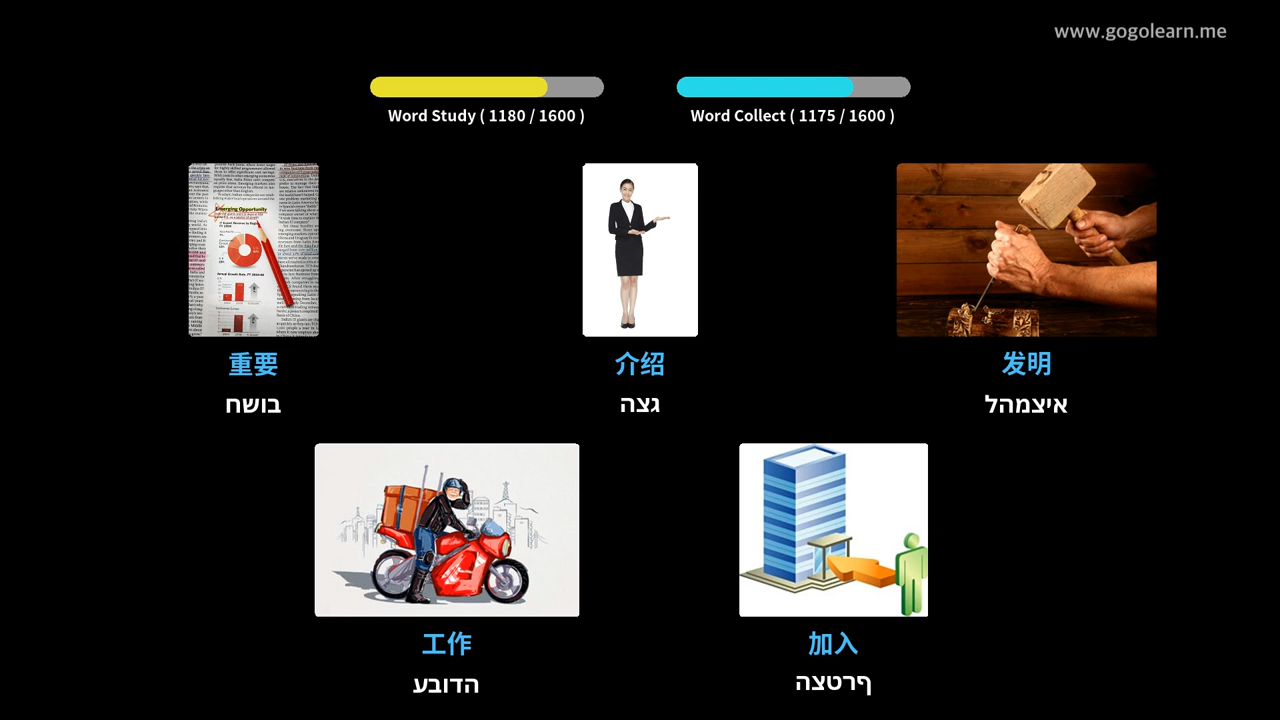 www.gogolearn.me
Word Study ( 1180 / 1600 )
Word Collect ( 1175 / 1600 )
重要
介绍
发明
בושח
גצה
איצמהל
工作
加入
הדובע
ףרטצה